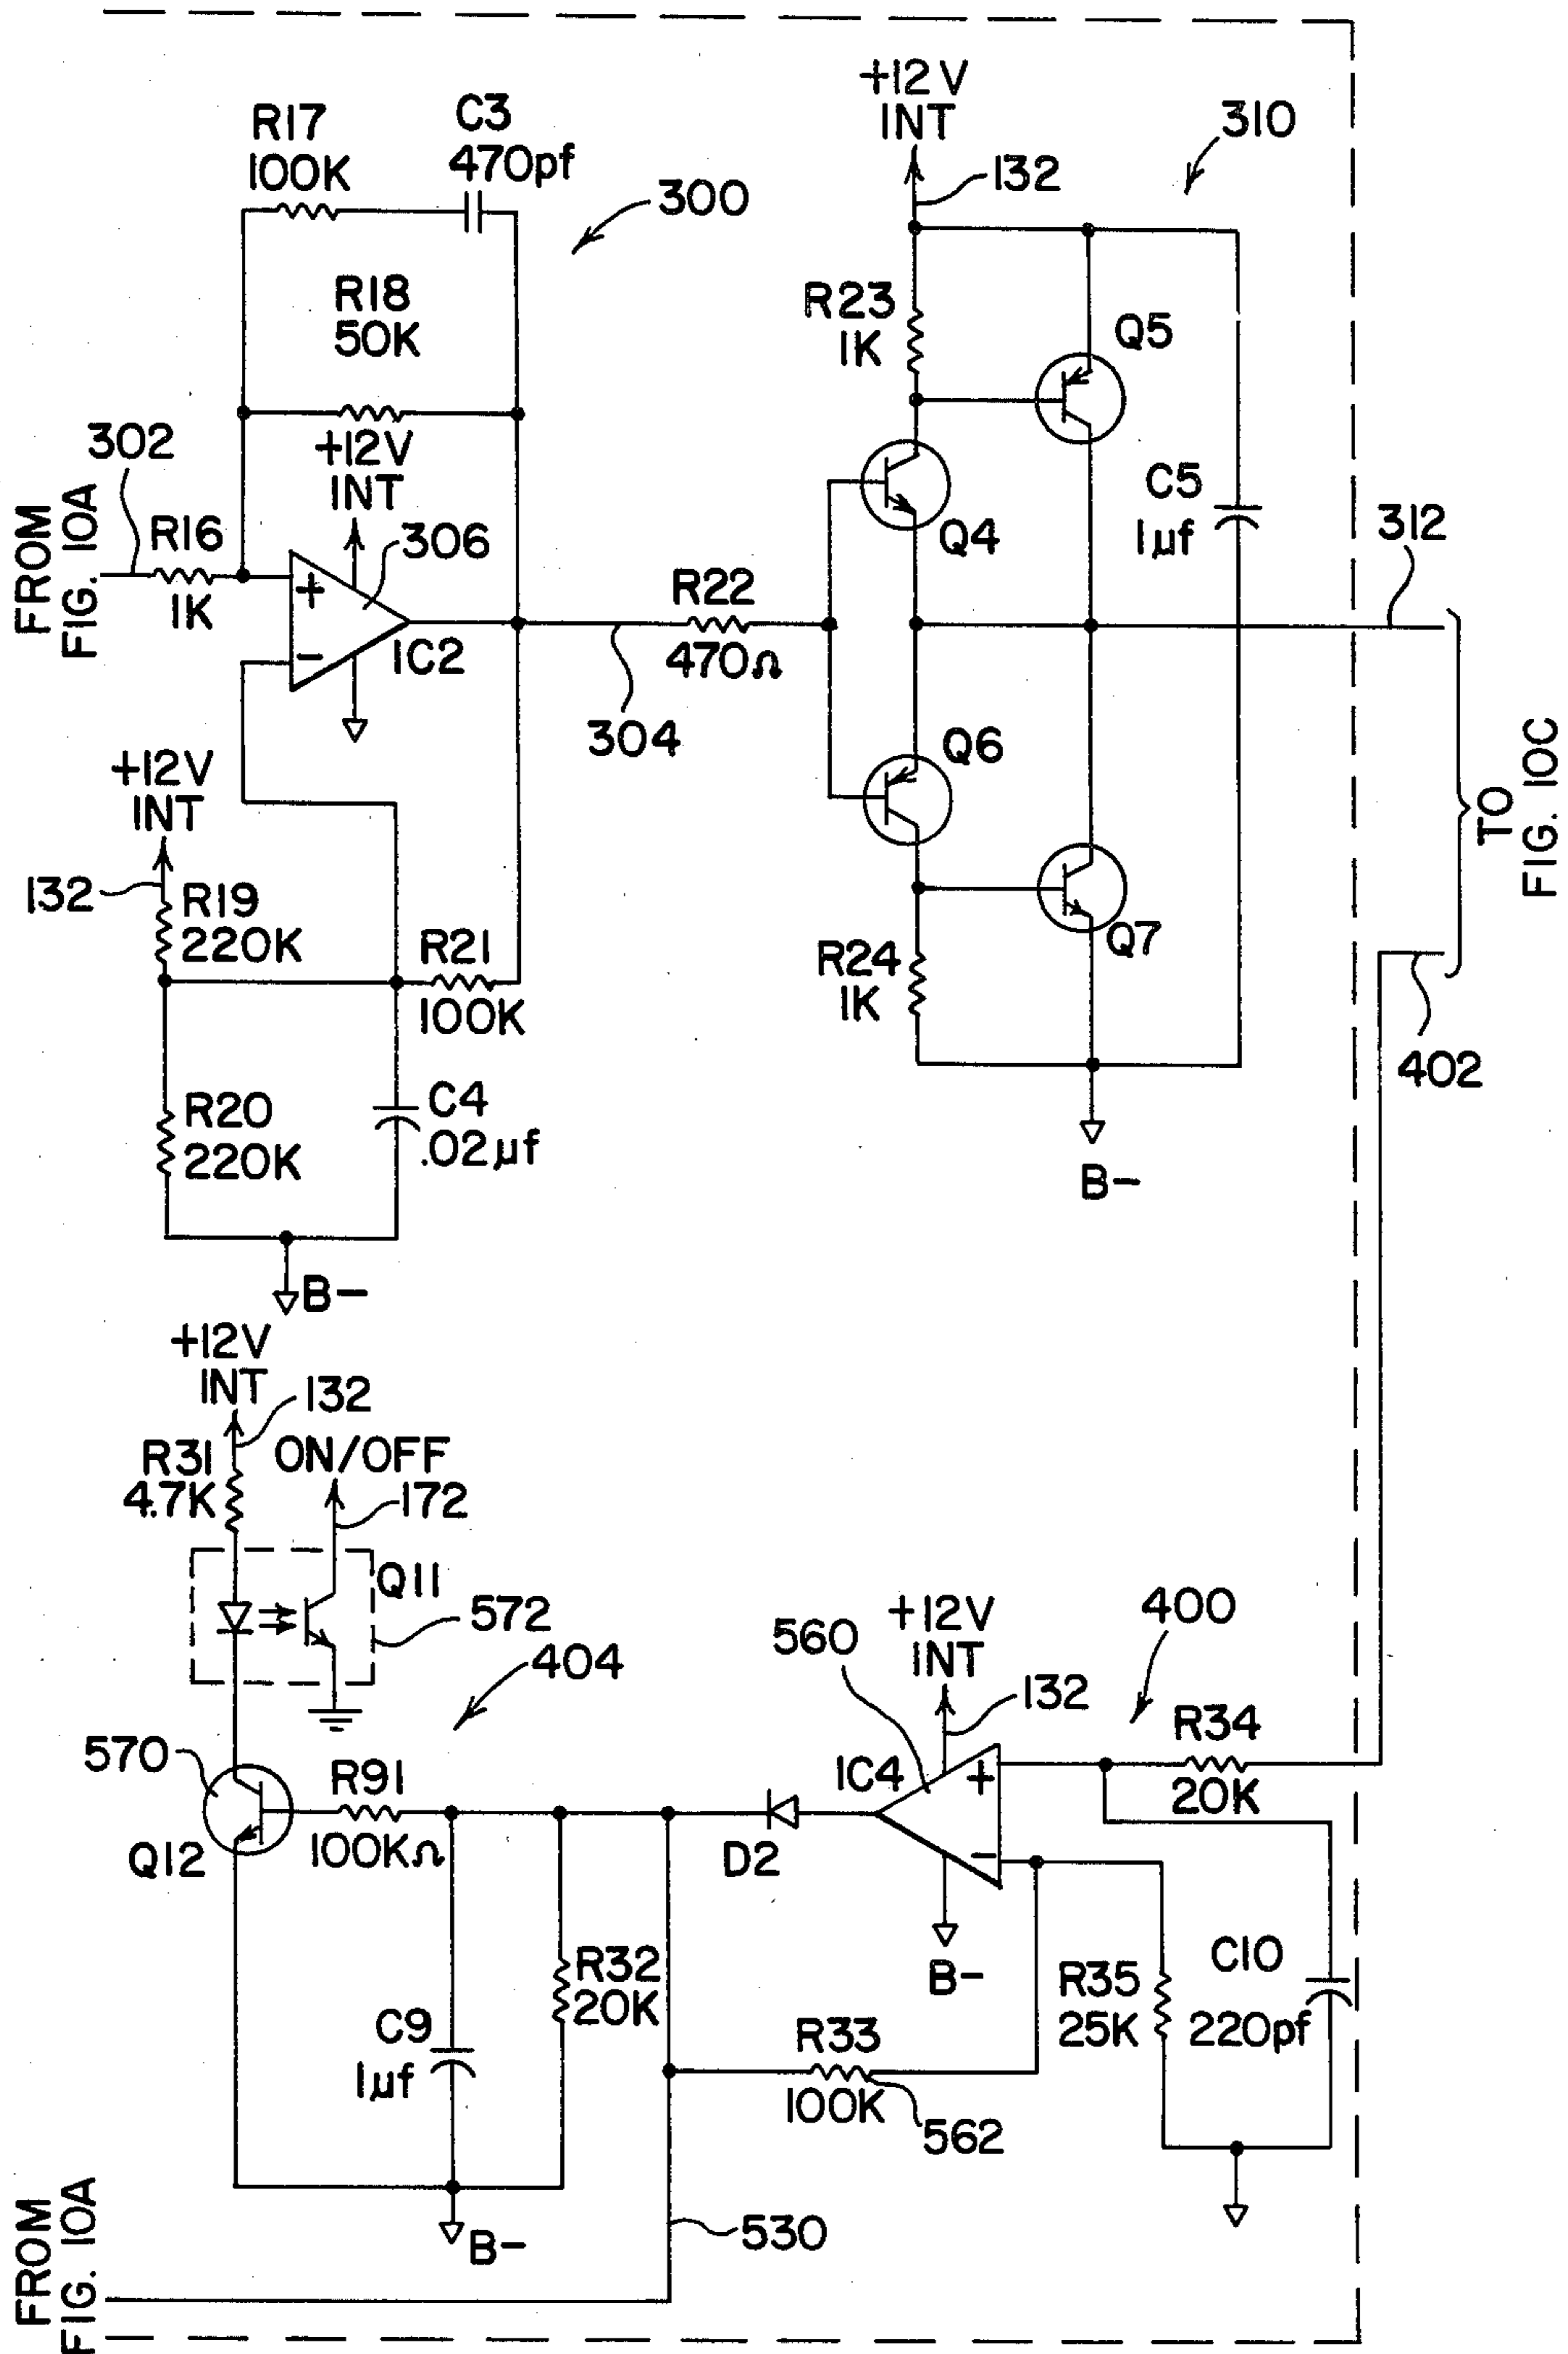 +12V
INT
310
R17
100K
C3
470pf
132
300
R18
50K
R23
1K
Q5
302
+12V
INT
FROM
FIG. 10A
R16
1K
+
-
306
IC2
Q4
C5
1µf
312
R22
470Ω
304
Q6
+12V
INT
TO
FIG. 10C
132
R19
220K
R21
100K
R24
1K
Q7
402
R20
220K
C4
.02µf
B-
B-
+12V
INT
132
R31
4.7K
ON/OFF
172
Q11
572
404
560
+12V
INT
400
132
570
R91
100KΩ
Q12
D2
IC4
+
-
R34
20K
B-
R32
20K
C9
1µf
R33
100K
562
R35
25K
C10
220pf
B-
530
FROM
FIG. 10A